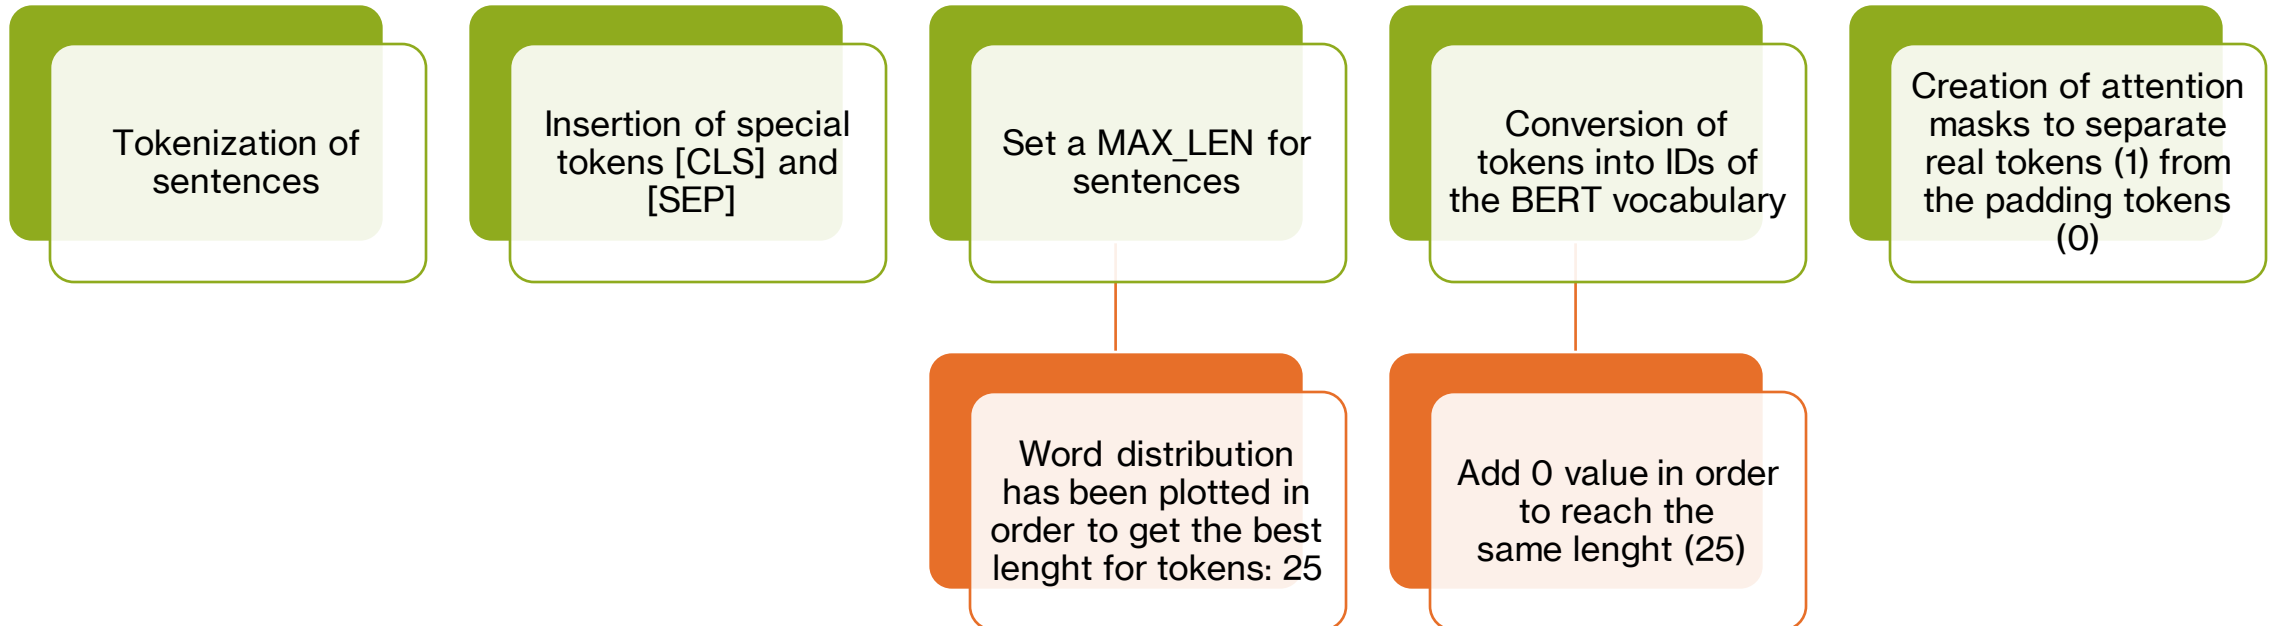 Tokenization of
sentences
Insertion of special
tokens [CLS] and
[SEP]
Set a MAX_LEN for
sentences
Conversion of
tokens into IDs of
the BERT vocabulary
Creation of attention
masks to separate
real tokens (1) from
the padding tokens
(0)
Word distribution
has been plotted in
order to get the best
lenght for tokens: 25
Add 0 value in order
to reach the
same lenght (25)